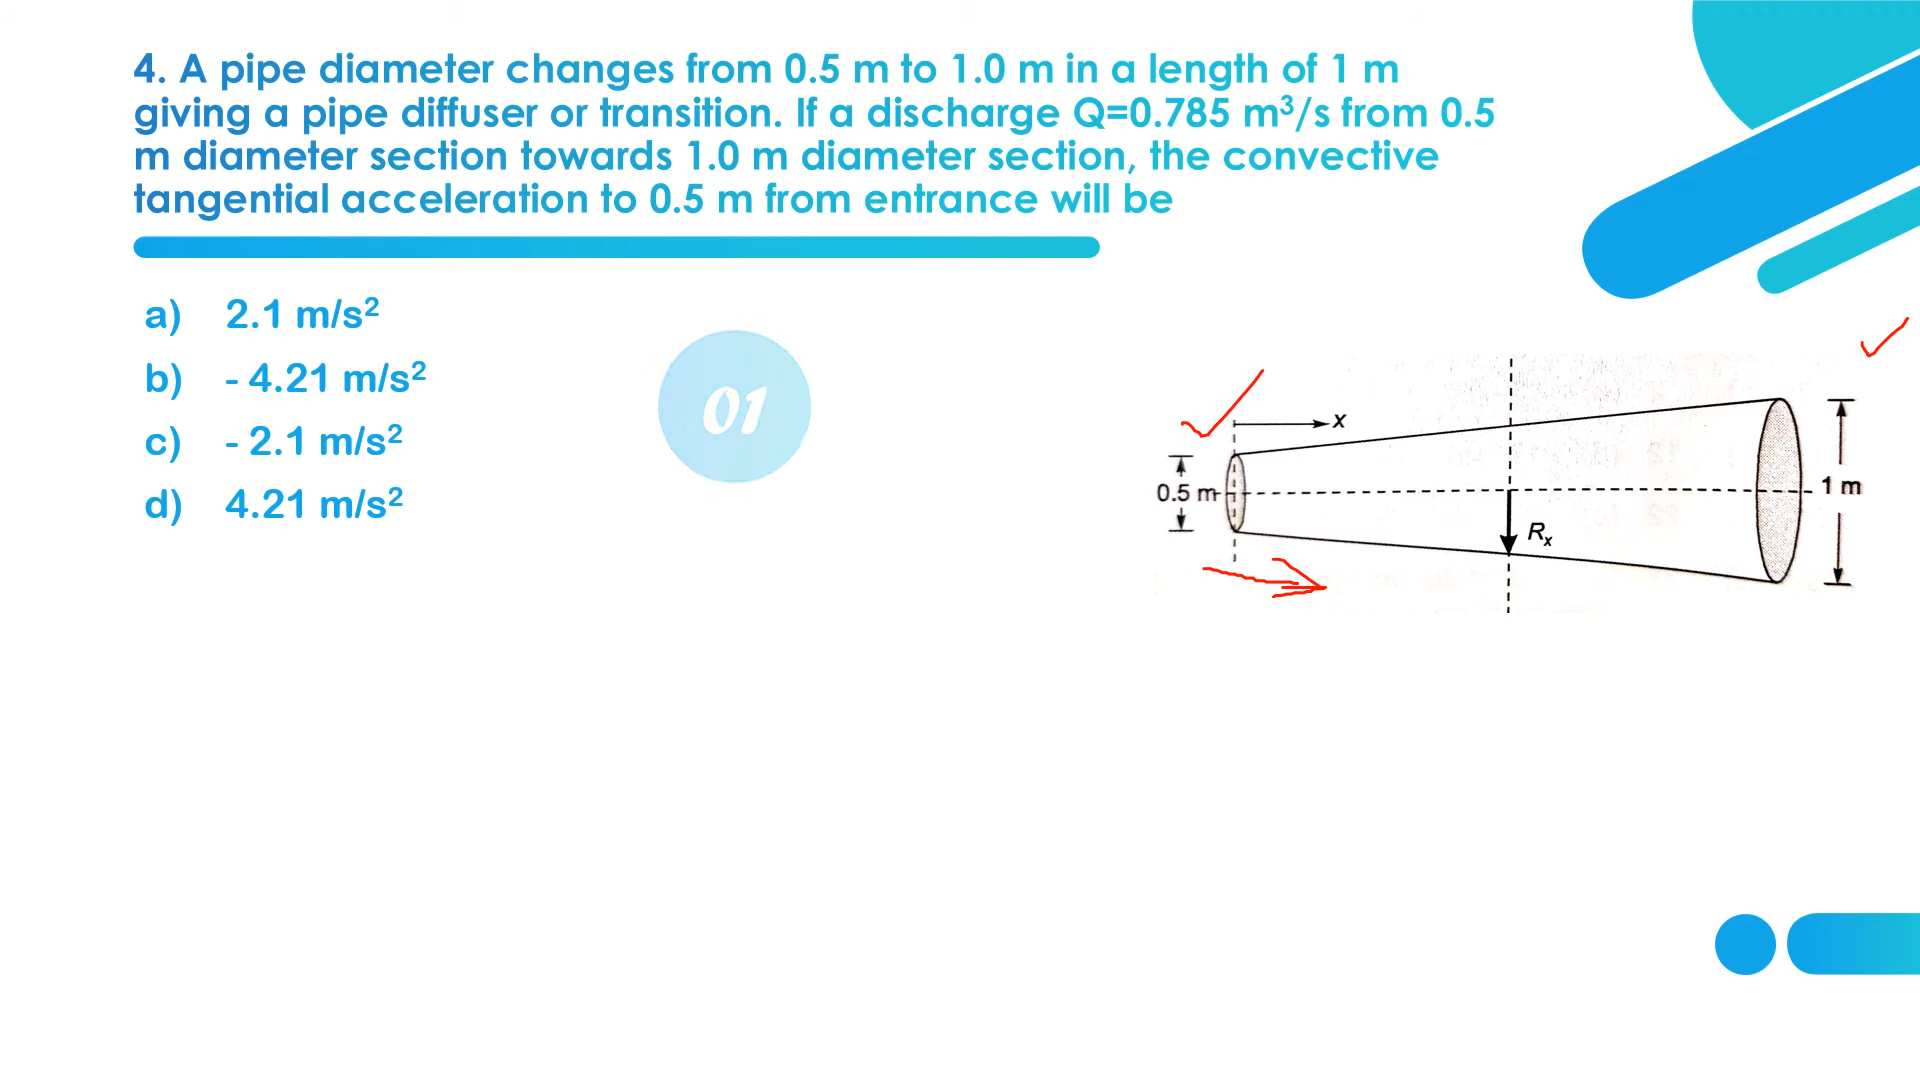 4. A pipe diameter changes from 0.5 m to 1.0 m in a length of 1 m
giving a pipe diffuser or transition. If a discharge Q=0.785 m³/s from 0.5
m diameter section towards 1.0 m diameter section, the convective
tangential acceleration to 0.5 m from entrance will be
a) 2.1 m/s²
b) - 4.21 m/s²
c) - 2.1 m/s²
d) 4.21 m/s²
01
x
0.5 m
1 m
Rx